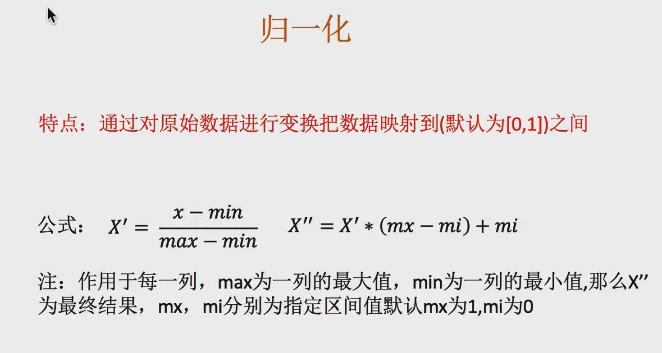 归一化
特点：通过对原始数据进行变换把数据映射到(默认为[0,1])之间
公式： X′ = (x − min)/(max − min)   X′′ = X′ ∗ (mx − mi) + mi
注：作用于每一列，max为一列的最大值，min为一列的最小值,那么X′′
为最终结果，mx，mi分别为指定区间值默认mx为1,mi为0